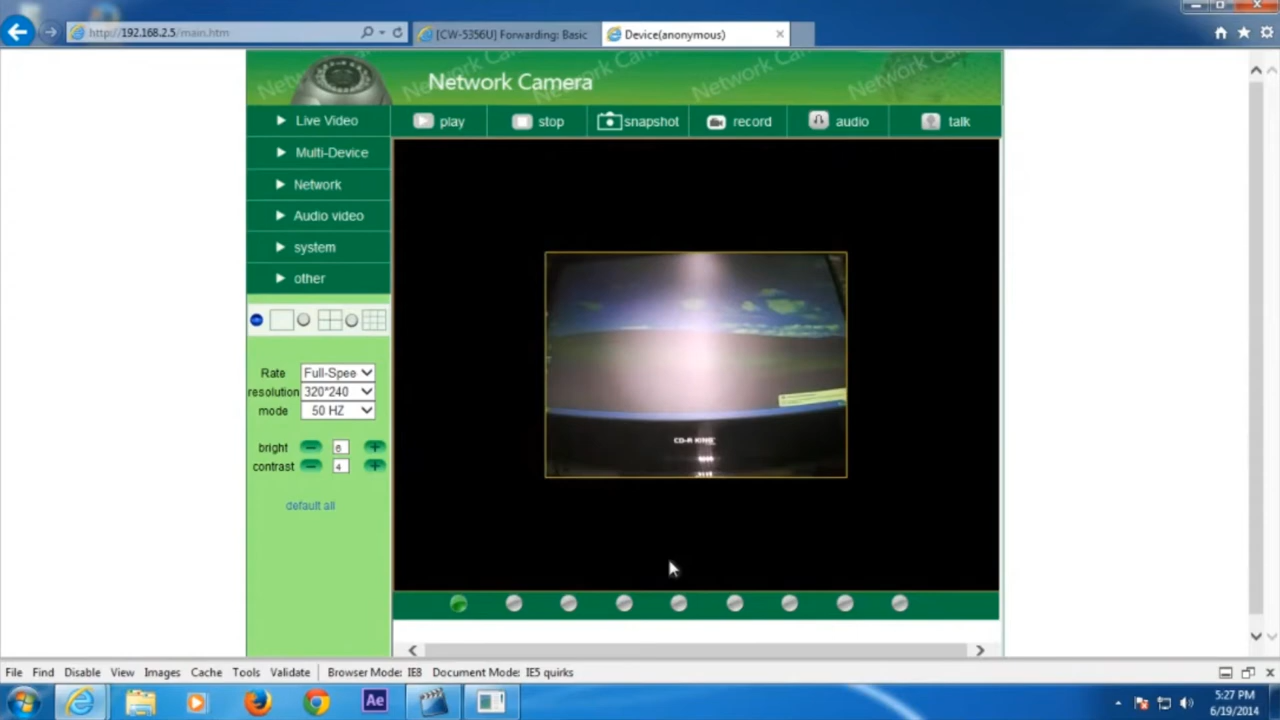 http://192.168.2.5/main.htm
[CW-5356U] Forwarding: Basic
Device(anonymous)
Network Camera
Live Video
play
stop
snapshot
record
audio
talk
Multi-Device
Network
Audio video
system
other
Rate Full-Spee
resolution 320*240
mode 50 HZ
bright 6
contrast 4
default all
CD-R KING
File Find Disable View Images Cache Tools Validate Browser Mode: IE8 Document Mode: IE5 quirks
Ae
5:27 PM
6/19/2014